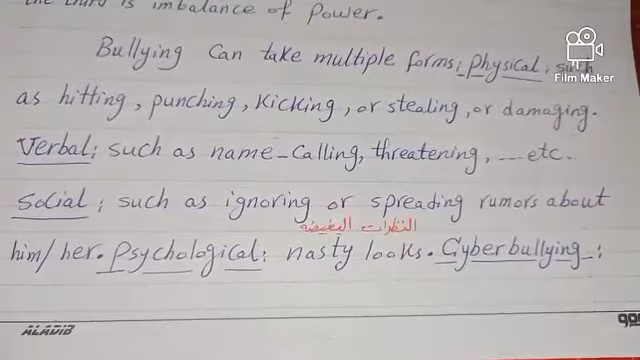 the third is imbalance of Power.
Bullying Can take multiple forms; physical; such
Film Maker
as hitting, punching, Kicking, or stealing, or damaging.
Verbal; such as name-Calling, threatening, ... etc.
Social; such as ignoring or spreading rumors about
النظرات البغيضة
him/her. Psychological: nasty looks. Cyberbullying:
ALADIB